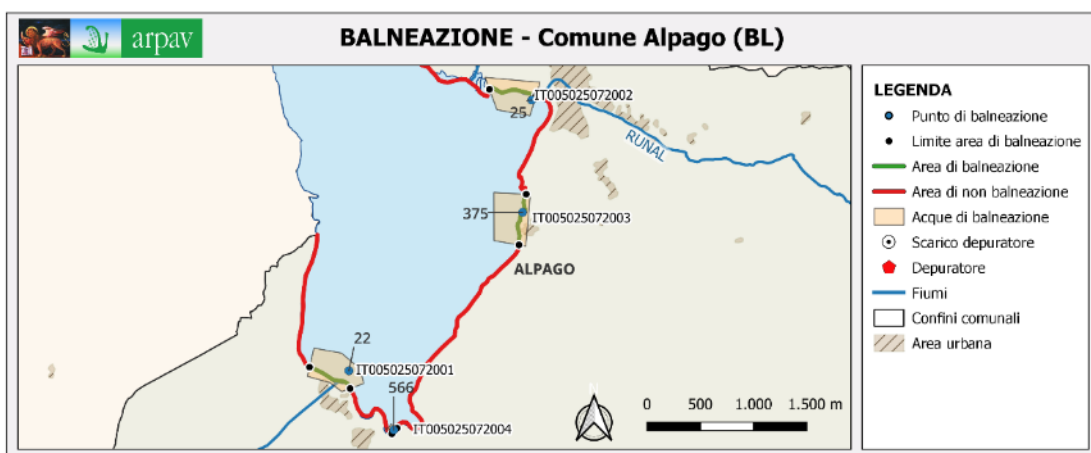 arpav
BALNEAZIONE - Comune Alpago (BL)
IT005025072002
25
RUNAL
375
IT005025072003
ALPAGO
22
IT005025072001
566
IT005025072004
N
0 500 1.000 1.500 m
LEGENDA
Punto di balneazione
Limite area di balneazione
Area di balneazione
Area di non balneazione
Acque di balneazione
Scarico depuratore
Depuratore
Fiumi
Confini comunali
Area urbana